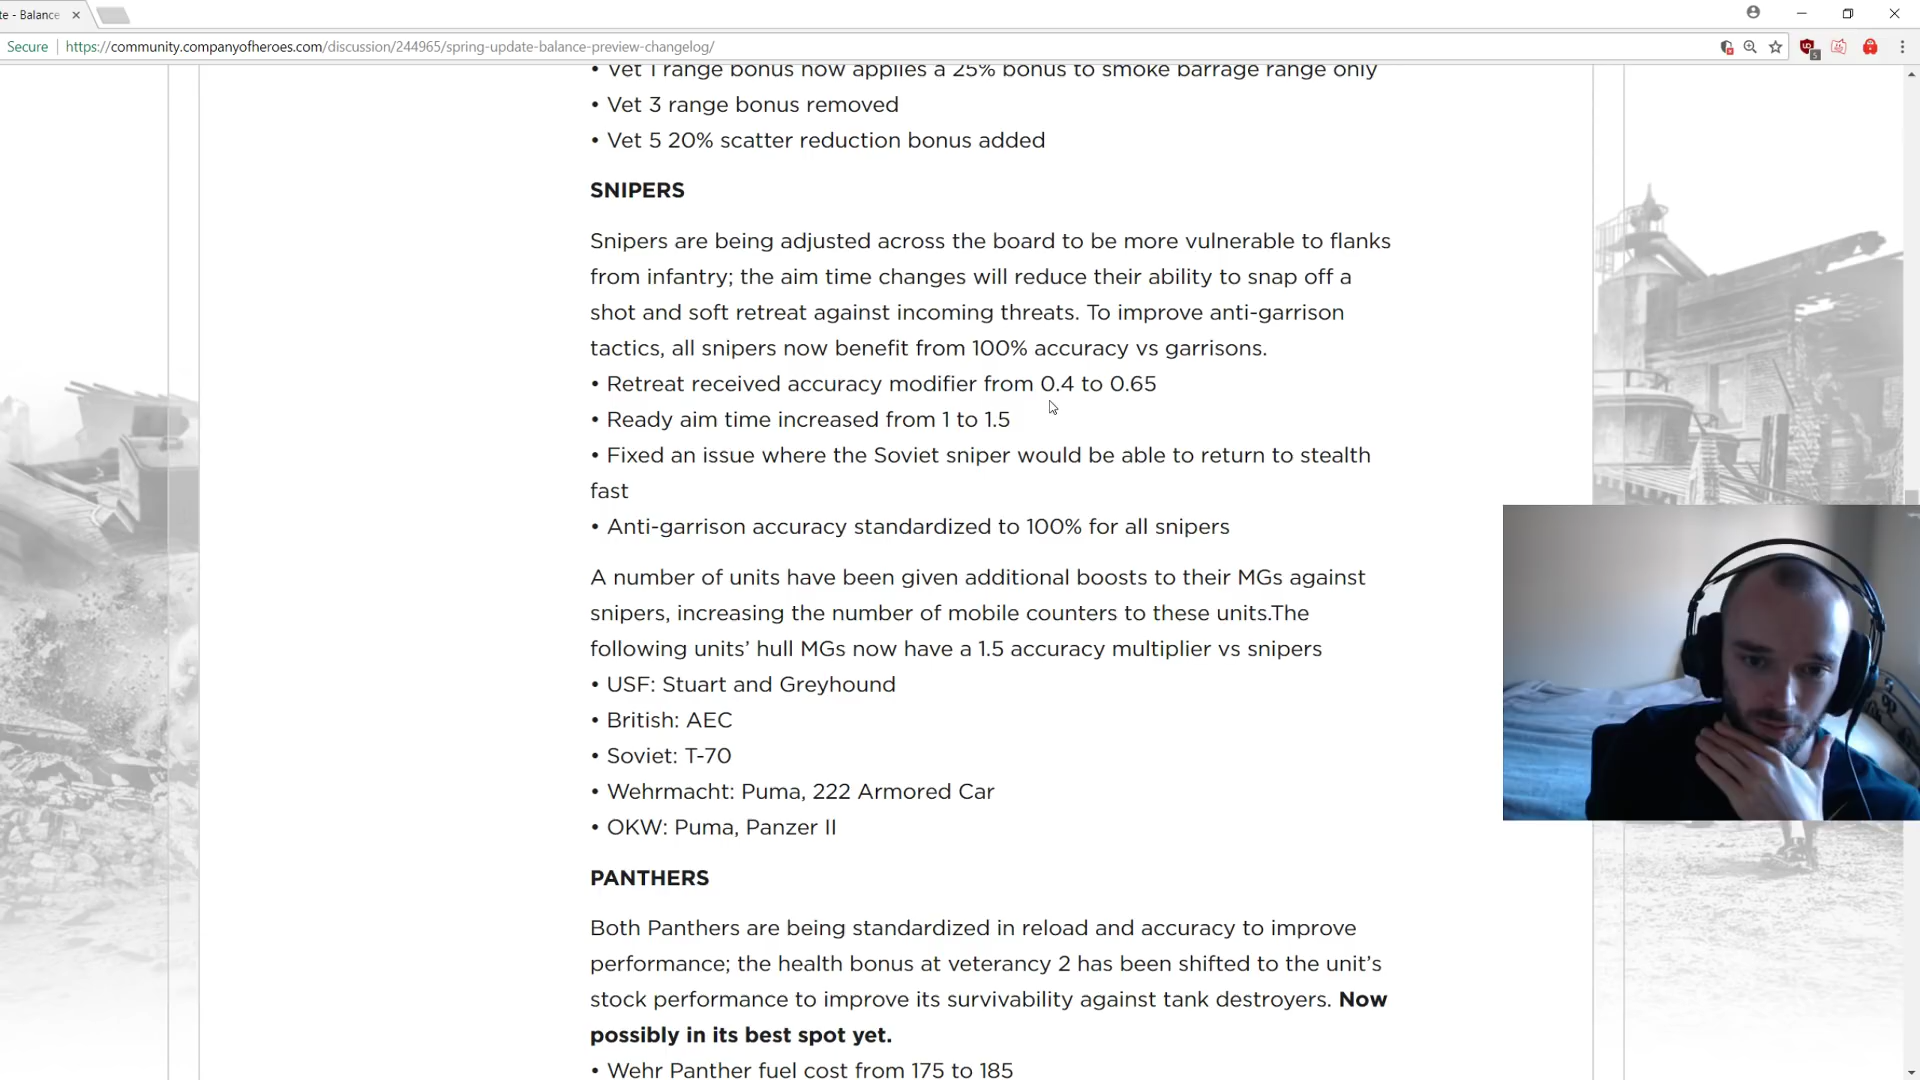 te - Balance
Secure https://community.companyofheroes.com/discussion/244965/spring-update-balance-preview-changelog/
• Vet 1 range bonus now applies a 25% bonus to smoke barrage range only
• Vet 3 range bonus removed
• Vet 5 20% scatter reduction bonus added
SNIPERS
Snipers are being adjusted across the board to be more vulnerable to flanks
from infantry; the aim time changes will reduce their ability to snap off a
shot and soft retreat against incoming threats. To improve anti-garrison
tactics, all snipers now benefit from 100% accuracy vs garrisons.
• Retreat received accuracy modifier from 0.4 to 0.65
• Ready aim time increased from 1 to 1.5
• Fixed an issue where the Soviet sniper would be able to return to stealth
fast
• Anti-garrison accuracy standardized to 100% for all snipers
A number of units have been given additional boosts to their MGs against
snipers, increasing the number of mobile counters to these units.The
following units’ hull MGs now have a 1.5 accuracy multiplier vs snipers
• USF: Stuart and Greyhound
• British: AEC
• Soviet: T-70
• Wehrmacht: Puma, 222 Armored Car
• OKW: Puma, Panzer II
PANTHERS
Both Panthers are being standardized in reload and accuracy to improve
performance; the health bonus at veterancy 2 has been shifted to the unit’s
stock performance to improve its survivability against tank destroyers. Now
possibly in its best spot yet.
• Wehr Panther fuel cost from 175 to 185